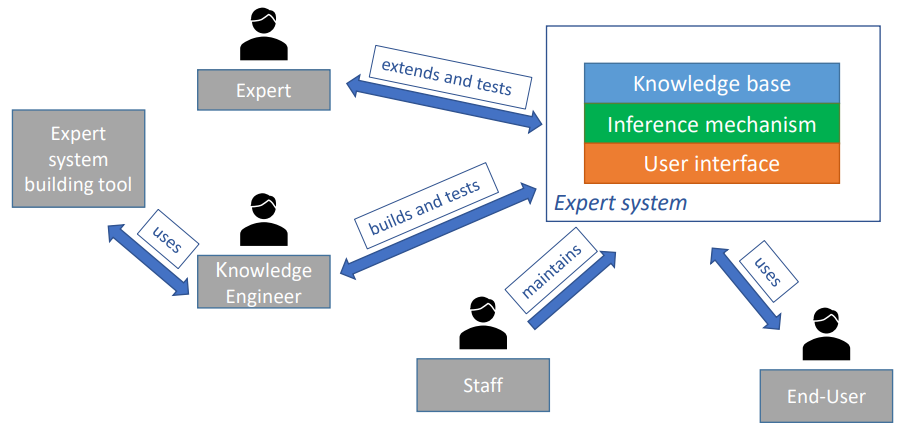 Expert
extends and tests
Knowledge base
Inference mechanism
User interface
Expert system
Expert
system
building tool
uses
Knowledge
Engineer
builds and tests
maintains
Staff
uses
End-User